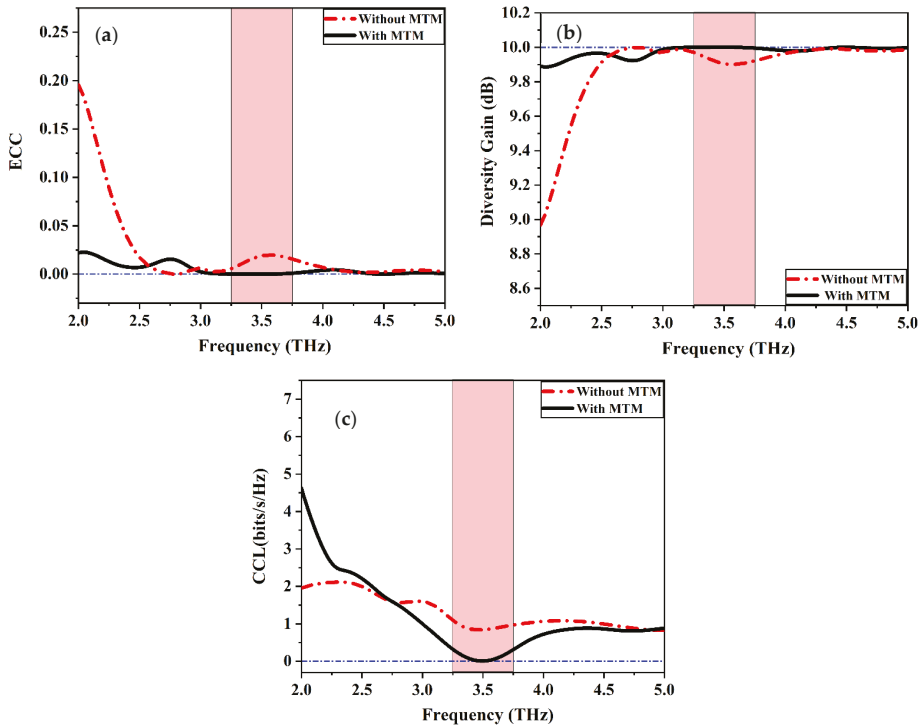 (a)
Without MTM
With MTM
0.25
0.20
0.15
0.10
0.05
0.00
ECC
2.0 2.5 3.0 3.5 4.0 4.5 5.0
Frequency (THz)
(b)
10.2
10.0
9.8
9.6
9.4
9.2
9.0
8.8
8.6
Diversity Gain (dB)
Without MTM
With MTM
2.0 2.5 3.0 3.5 4.0 4.5 5.0
Frequency (THz)
(c)
Without MTM
With MTM
7
6
5
4
3
2
1
0
CCL(bits/s/Hz)
2.0 2.5 3.0 3.5 4.0 4.5 5.0
Frequency (THz)